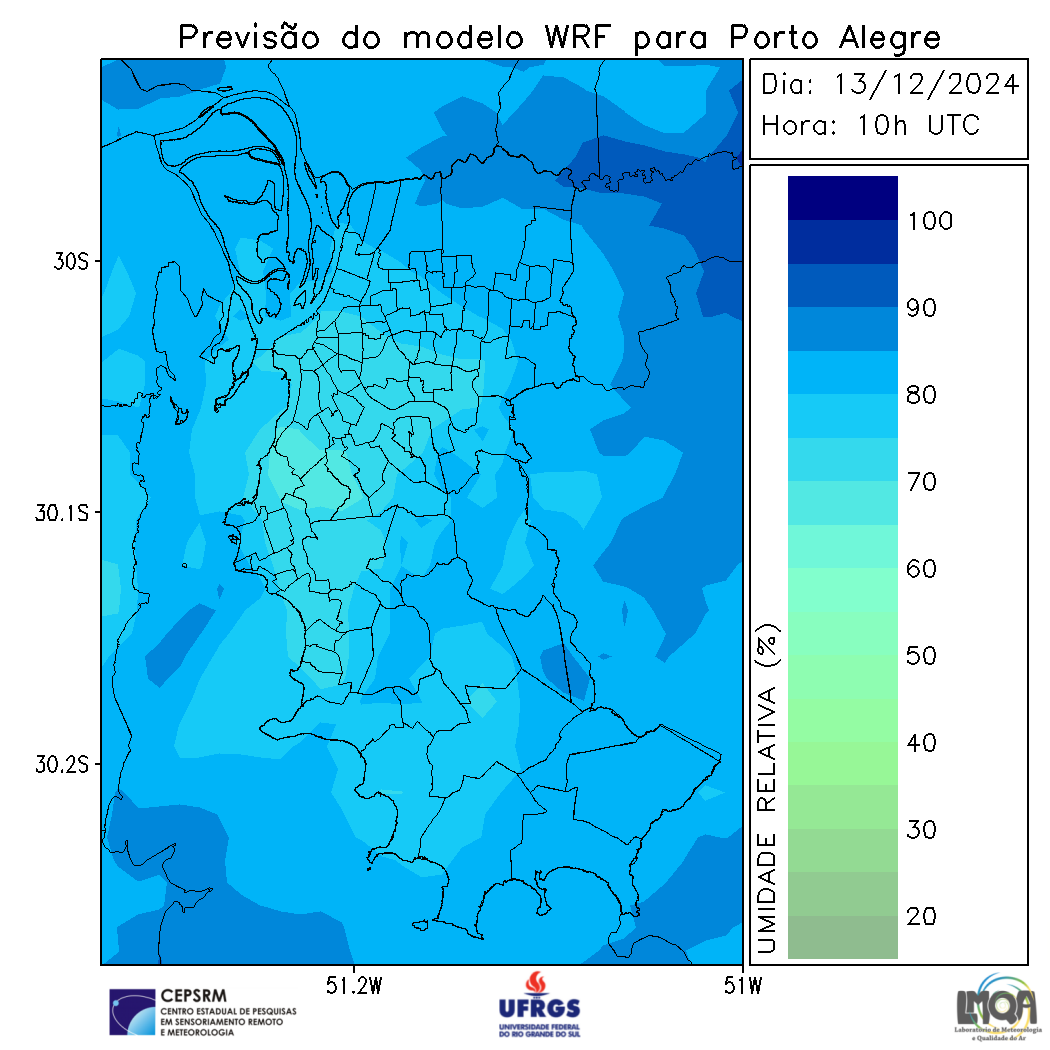 Previsão do modelo WRF para Porto Alegre
Dia: 13/12/2024
Hora: 10h UTC
30S
30.1S
30.2S
51.2W
51W
UMIDADE RELATIVA (%)
100
90
80
70
60
50
40
30
20
CEPSRM
CENTRO ESTADUAL DE PESQUISAS
EM SENSORIAMENTO REMOTO
E METEOROLOGIA
UFRGS
UNIVERSIDADE FEDERAL
DO RIO GRANDE DO SUL
LMQA
Laboratório de Meteorologia
e Qualidade do Ar